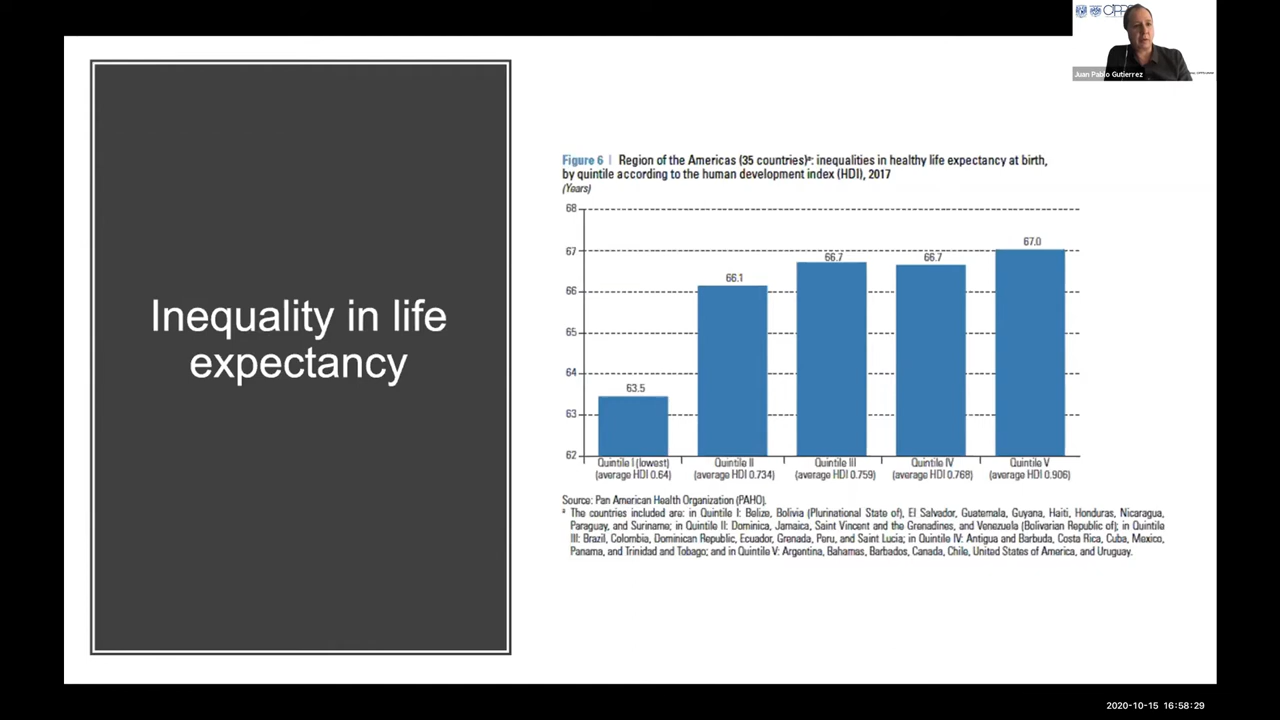 CIPPS
Juan Pablo Gutierrez
Inequality in life
expectancy
Figure 6 | Region of the Americas (35 countries)ª: inequalities in healthy life expectancy at birth,
by quintile according to the human development index (HDI), 2017
(Years)
68
67
66
65
64
63
62
63.5
66.1
66.7
66.7
67.0
Quintile I (lowest)
(average HDI 0.64)
Quintile II
(average HDI 0.734)
Quintile III
(average HDI 0.759)
Quintile IV
(average HDI 0.768)
Quintile V
(average HDI 0.906)
Source: Pan American Health Organization (PAHO).
ª The countries included are: in Quintile I: Belize, Bolivia (Plurinational State of), El Salvador, Guatemala, Guyana, Haiti, Honduras, Nicaragua,
Paraguay, and Suriname; in Quintile II: Dominica, Jamaica, Saint Vincent and the Grenadines, and Venezuela (Bolivarian Republic of); in Quintile
III: Brazil, Colombia, Dominican Republic, Ecuador, Grenada, Peru, and Saint Lucia; in Quintile IV: Antigua and Barbuda, Costa Rica, Cuba, Mexico,
Panama, and Trinidad and Tobago; and in Quintile V: Argentina, Bahamas, Barbados, Canada, Chile, United States of America, and Uruguay.
2020-10-15 16:58:29